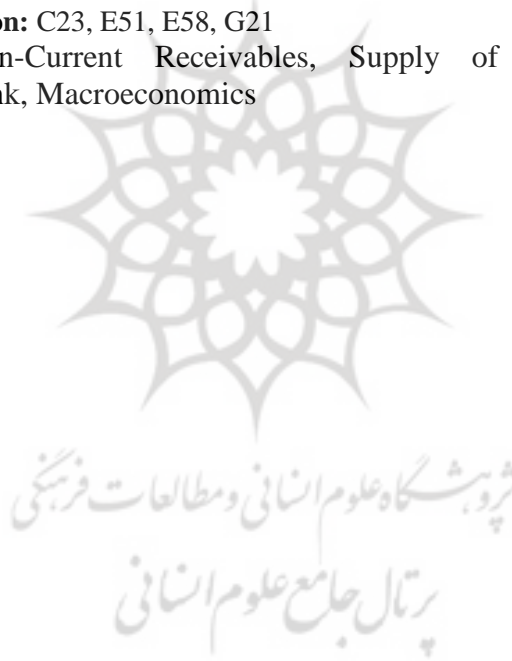 on: C23, E51, E58, G21
n-Current Receivables, Supply of
nk, Macroeconomics
پژوهشگاه علوم انسانی و مطالعات فرهنگی
پرتال جامع علوم انسانی